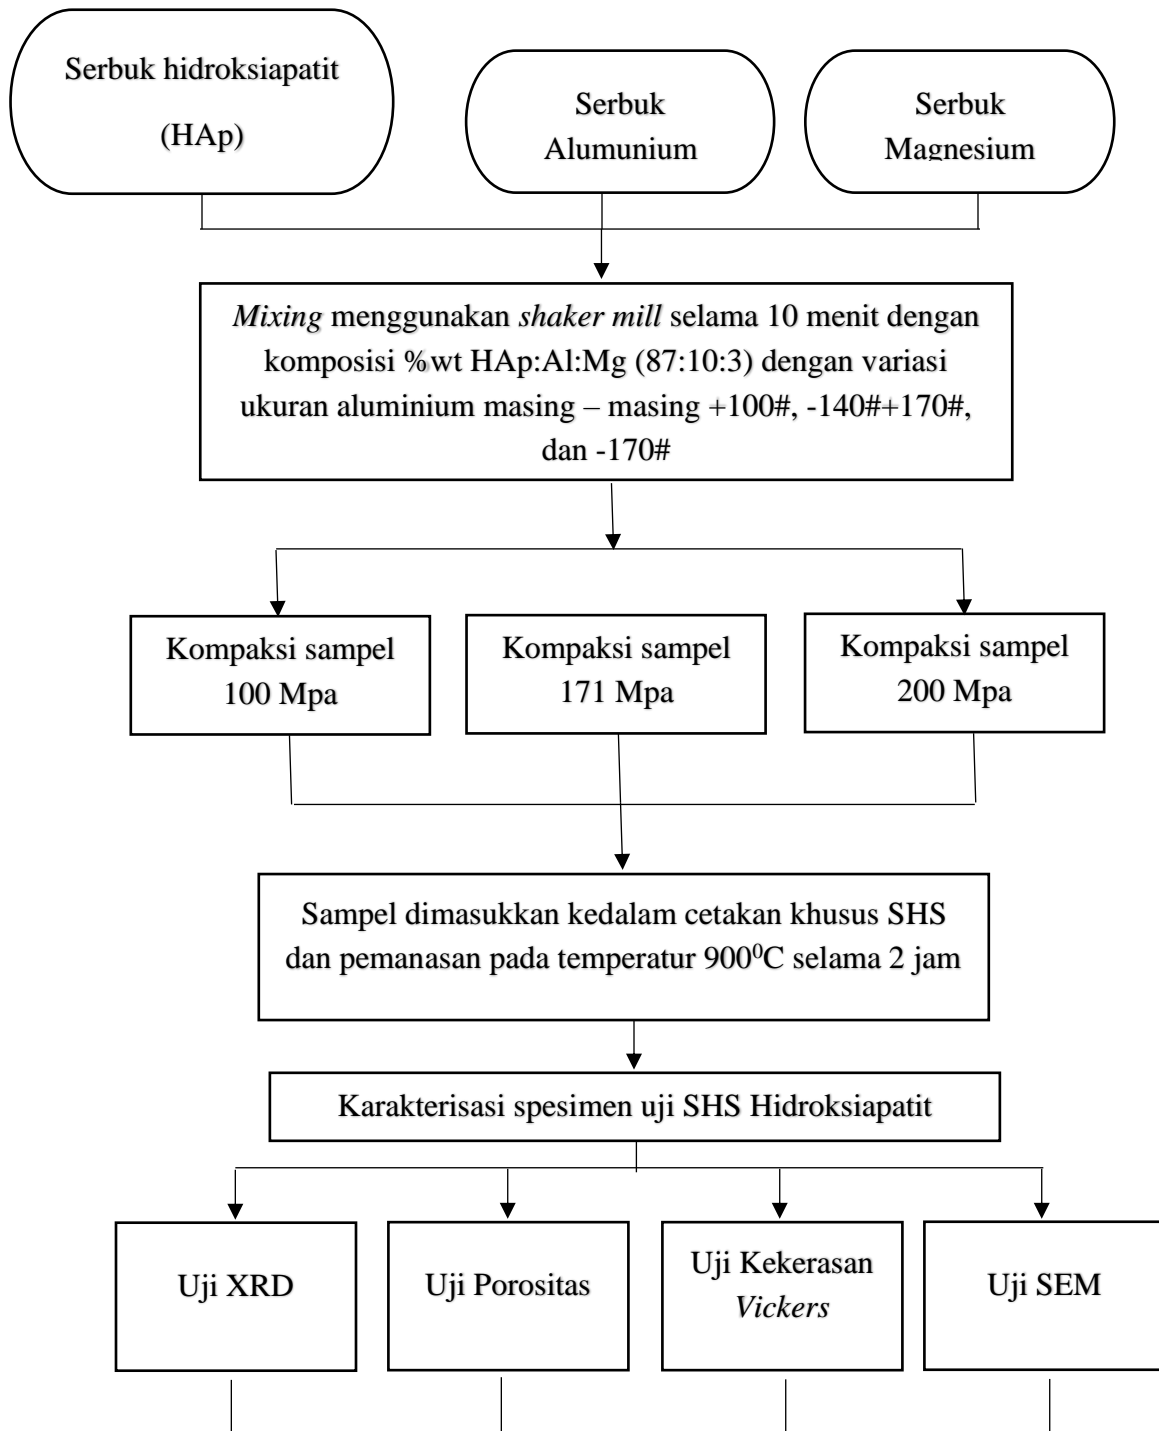 Serbuk hidroksiapatit
(HAp)
Serbuk
Alumunium
Serbuk
Magnesium
Mixing menggunakan shaker mill selama 10 menit dengan
komposisi %wt HAp:Al:Mg (87:10:3) dengan variasi
ukuran aluminium masing – masing +100#, -140#+170#,
dan -170#
Kompaksi sampel
100 Mpa
Kompaksi sampel
171 Mpa
Kompaksi sampel
200 Mpa
Sampel dimasukkan kedalam cetakan khusus SHS
dan pemanasan pada temperatur 900⁰C selama 2 jam
Karakterisasi spesimen uji SHS Hidroksiapatit
Uji XRD
Uji Porositas
Uji Kekerasan
Vickers
Uji SEM